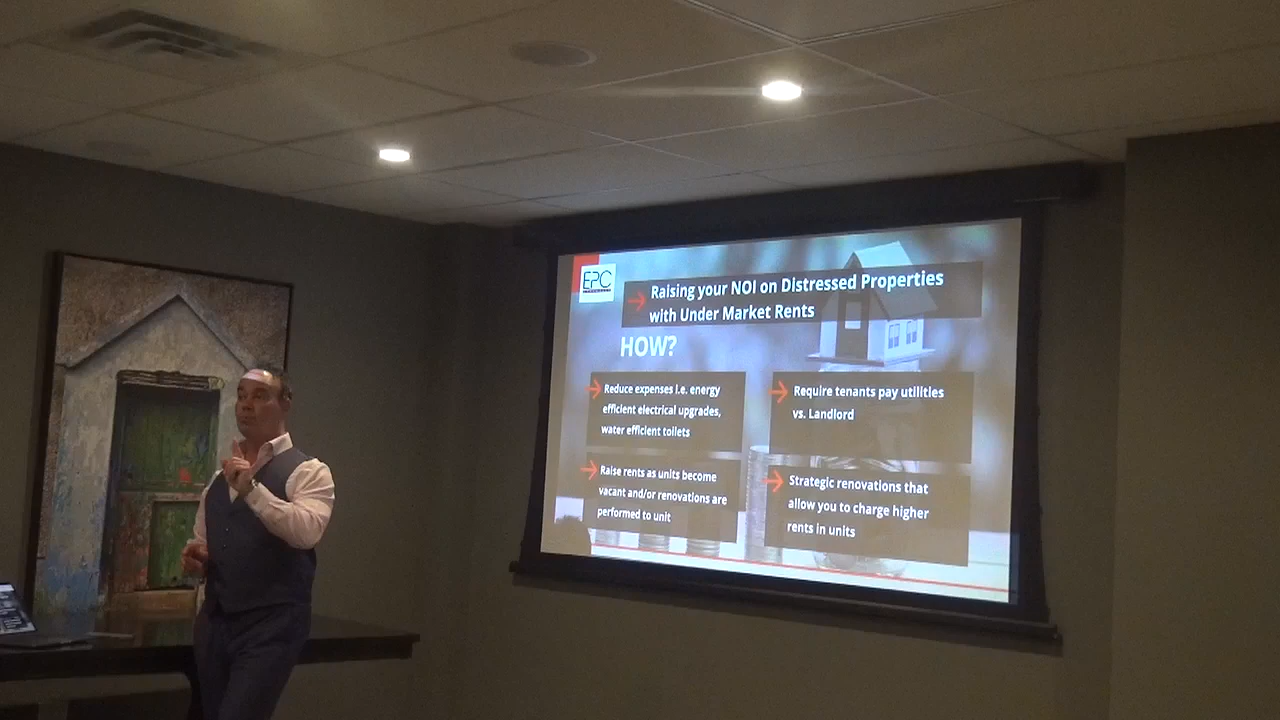 EPC
Raising your NOI on Distressed Properties
with Under Market Rents
HOW?
Reduce expenses i.e. energy
efficient electrical upgrades,
water efficient toilets
Require tenants pay utilities
vs. Landlord
Raise rents as units become
vacant and/or renovations are
performed to unit
Strategic renovations that
allow you to charge higher
rents in units